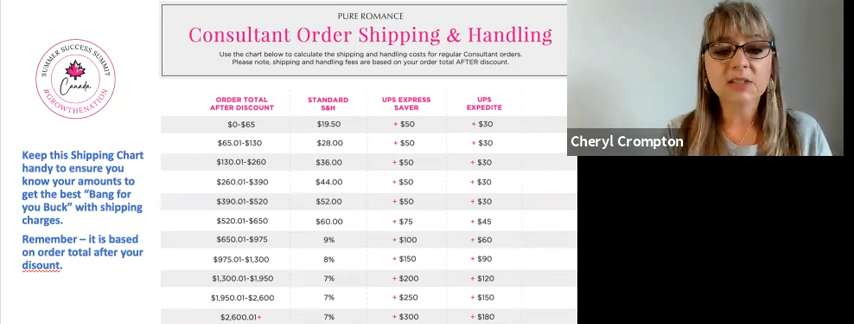 SUMMER SUCCESS SUMMIT
Canada
#GROWTHENATION
Keep this Shipping Chart
handy to ensure you
know your amounts to
get the best “Bang for
you Buck” with shipping
charges.
Remember – it is based
on order total after your
disount.
PURE ROMANCE
Consultant Order Shipping & Handling
Use the chart below to calculate the shipping and handling costs for regular Consultant orders.
Please note, shipping and handling fees are based on your order total AFTER discount.
ORDER TOTAL AFTER DISCOUNT STANDARD S&H UPS EXPRESS SAVER UPS EXPEDITE
$0-$65 $19.50 + $50 + $30
$65.01-$130 $28.00 + $50 + $30
$130.01-$260 $36.00 + $50 + $30
$260.01-$390 $44.00 + $50 + $30
$390.01-$520 $52.00 + $50 + $30
$520.01-$650 $60.00 + $75 + $45
$650.01-$975 9% + $100 + $60
$975.01-$1,300 8% + $150 + $90
$1,300.01-$1,950 7% + $200 + $120
$1,950.01-$2,600 7% + $250 + $150
$2,600.01+ 7% + $300 + $180
Cheryl Crompton